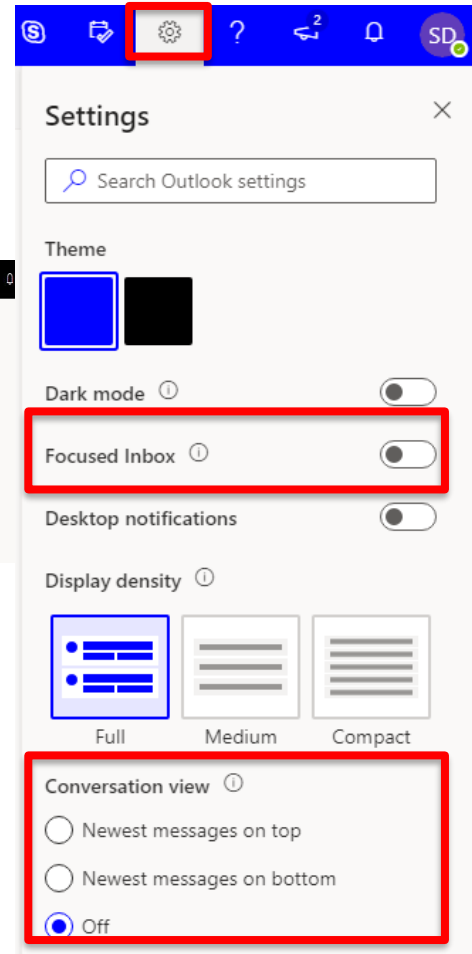 S ? 2 SD
Settings
Search Outlook settings
Theme
Dark mode
Focused Inbox
Desktop notifications
Display density
Full Medium Compact
Conversation view
Newest messages on top
Newest messages on bottom
Off